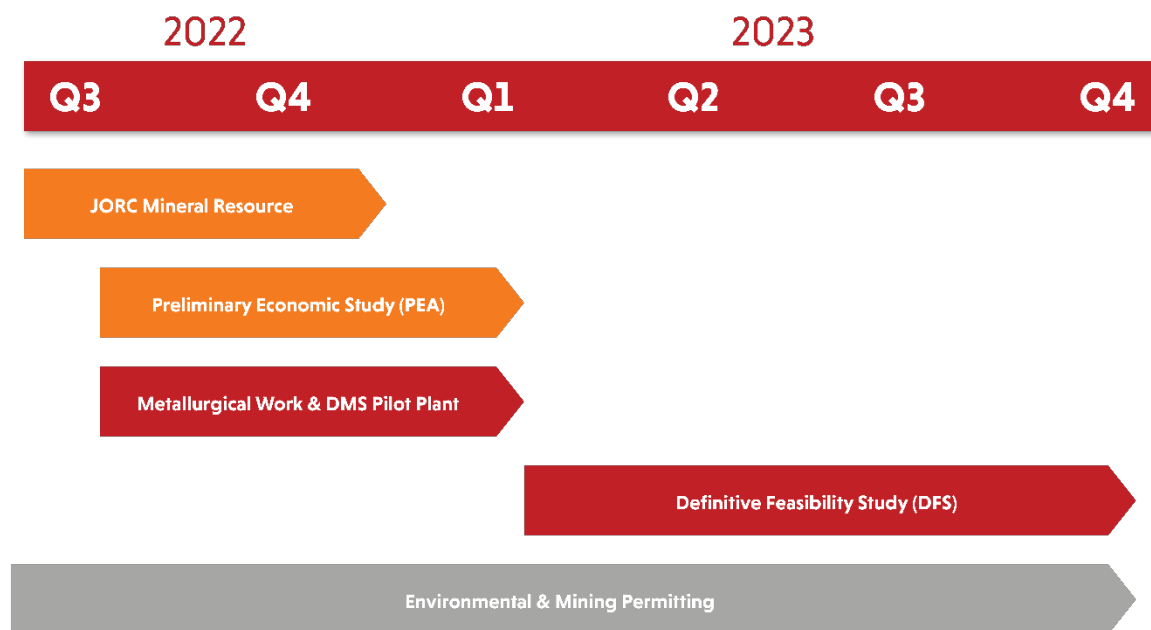 2022 2023
Q3 Q4 Q1 Q2 Q3 Q4
JORC Mineral Resource
Preliminary Economic Study (PEA)
Metallurgical Work & DMS Pilot Plant
Definitive Feasibility Study (DFS)
Environmental & Mining Permitting